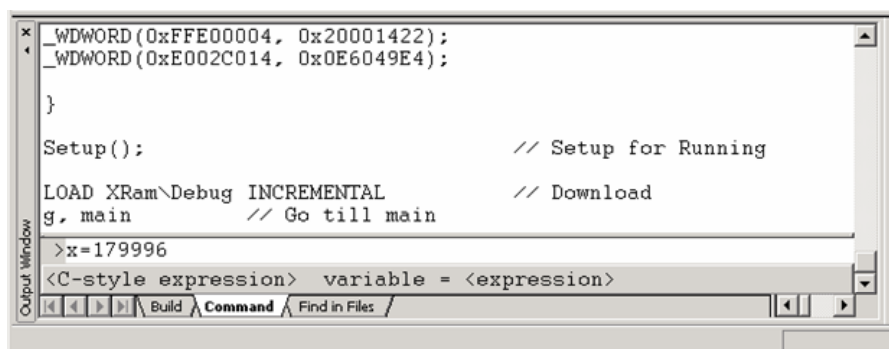 _WDWORD(0xFFE00004, 0x20001422);
_WDWORD(0xE002C014, 0x0E6049E4);
}
Setup(); // Setup for Running
LOAD XRam\Debug INCREMENTAL // Download
g, main // Go till main
>x=179996
<C-style expression> variable = <expression>
Output Window
Build Command Find in Files